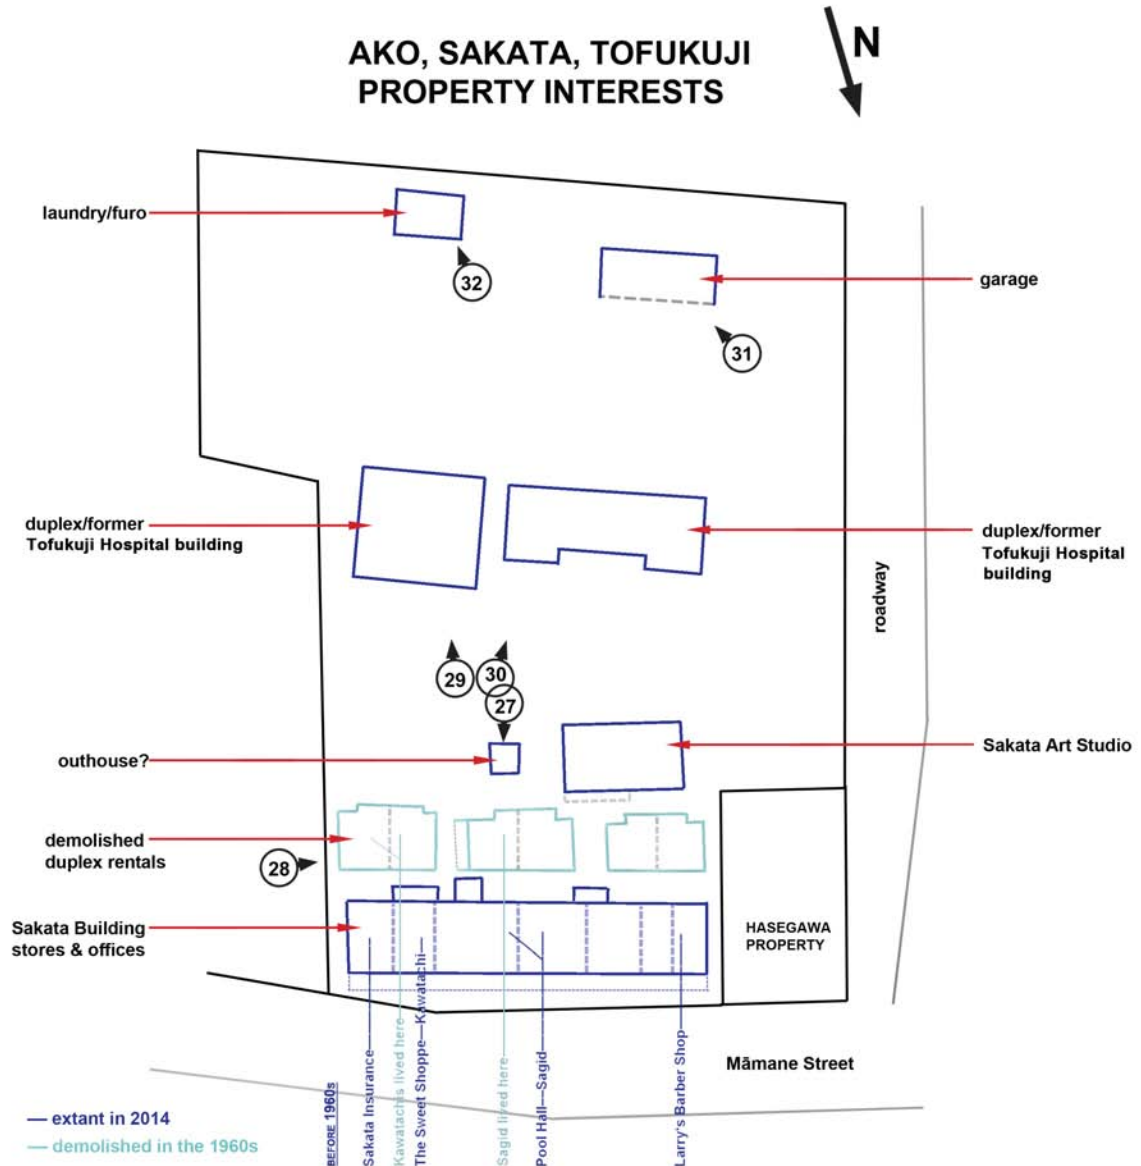 AKO, SAKATA, TOFUKUJI
PROPERTY INTERESTS
N
laundry/furo
32
garage
31
duplex/former
Tofukuji Hospital building
duplex/former
Tofukuji Hospital
building
roadway
29
30
27
outhouse?
Sakata Art Studio
demolished
duplex rentals
28
Sakata Building
stores & offices
HASEGAWA
PROPERTY
Māmane Street
BEFORE 1960s
Sakata Insurance
Kawatachis lived here
The Sweet Shoppe—Kawatachi
Sagid lived here
Pool Hall—Sagid
Larry's Barber Shop
— extant in 2014
— demolished in the 1960s